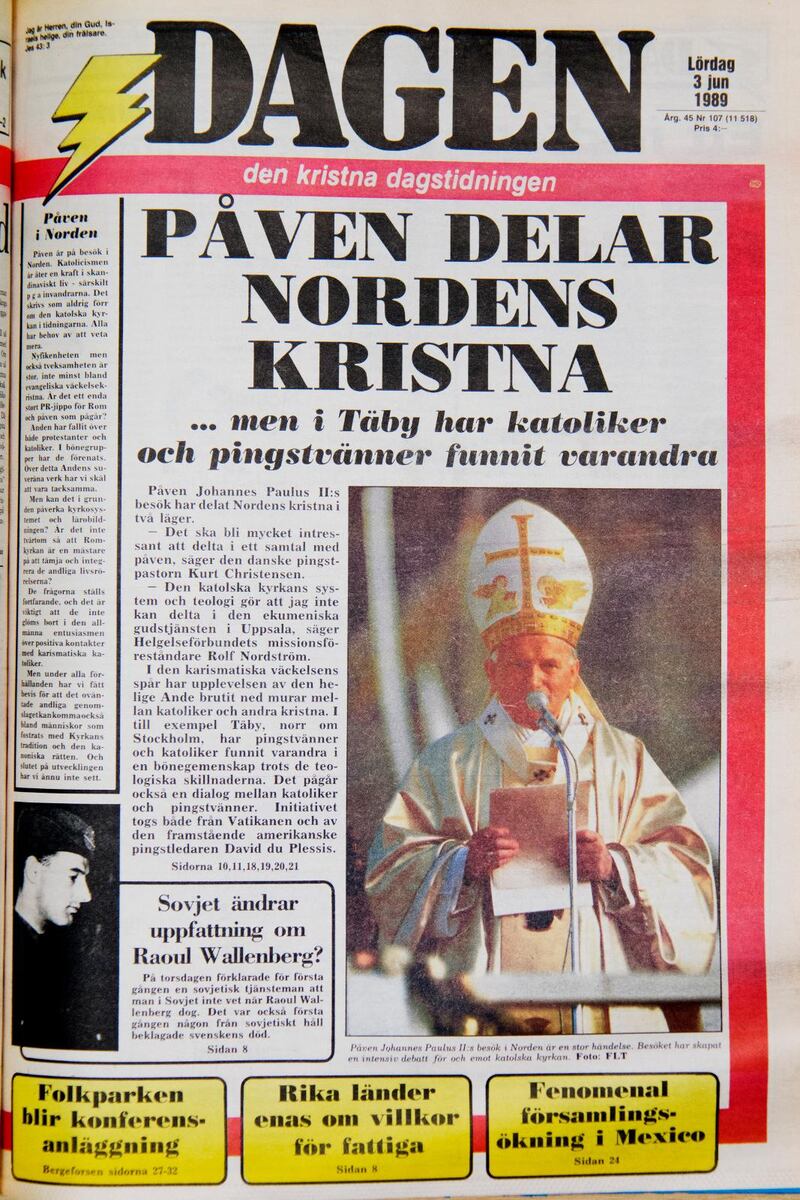 Jag är Herren, din Gud, Is-
raels helige, din frälsare.
Jes 43:3
DAGEN
Lördag
3 jun
1989
Årg. 45 Nr 107 (11 518)
Pris 4:–
den kristna dagstidningen
Påven
i Norden
Påven är på besök i
Norden. Katolicismen
är åter en kraft i skan-
dinaviskt liv - särskilt
p g a invandrarna. Det
skrivs som aldrig förr
om den katolska kyr-
kan i tidningarna. Alla
har behov av att veta
mera.
Nyfikenheten men
också tveksamheten är
stor, inte minst bland
evangeliska väckelsek-
ristna. Är det ett enda
stort PR-jippo för Rom
och påven som pågår?
Anden har fallit över
både protestanter och
katoliker. I bönegrup-
per har de förenats.
Över detta Andens su-
veräna verk har vi skäl
att vara tacksamma.
Men kan det i grun-
den påverka kyrkosys-
temet och lärobild-
ningen? Är det inte
tvärtom så att Rom-
kyrkan är en mästare
på att tämja och integ-
rera de andliga livsrö-
relserna?
De frågorna ställs
fortfarande, och det är
viktigt att de inte
glöms bort i den all-
männa entusiasmen
över positiva kontakter
med karismatiska ka-
toliker.
Men under alla för-
hållanden har vi fått
bevis för att det ovän-
tade andliga genom-
slagetkankommaocksà
bland människor som
fostrats med Kyrkans
tradition och den ka-
noniska rätten. Och
slutet på utvecklingen
har vi ännu inte sett.
PÅVEN DELAR
NORDENS
KRISTNA
... men i Täby har katoliker
och pingstvänner funnit varandra
Påven Johannes Paulus II:s
besök har delat Nordens kristna i
två läger.
— Det ska bli mycket intres-
sant att delta i ett samtal med
påven, säger den danske pingst-
pastorn Kurt Christensen.
— Den katolska kyrkans sys-
tem och teologi gör att jag inte
kan delta i den ekumeniska
gudstjänsten i Uppsala, säger
Helgelseförbundets missionsfö-
reståndare Rolf Nordström.
I den karismatiska väckelsens
spår har upplevelsen av den he-
lige Ande brutit ned murar mel-
lan katoliker och andra kristna. I
till exempel Täby, norr om
Stockholm, har pingstvänner
och katoliker funnit varandra i
en bönegemenskap trots de teo-
logiska skillnaderna. Det pågår
också en dialog mellan katoliker
och pingstvänner. Initiativet
togs både från Vatikanen och av
den framstående amerikanske
pingstledaren David du Plessis.
Sidorna 10,11,18,19,20,21
Påven Johannes Paulus II:s besök i Norden är en stor händelse. Besöket har skapat
en intensiv debatt för och emot katolska kyrkan. Foto: FLT
Sovjet ändrar
uppfattning om
Raoul Wallenberg?
På torsdagen förklarade för första
gången en sovjetisk tjänsteman att
man i Sovjet inte vet när Raoul Wal-
lenberg dog. Det var också första
gången någon från sovjetiskt håll
beklagade svenskens död.
Sidan 8
Folkparken
blir konferens-
anläggning
Bergeforsen sidorna 27-32
Rika länder
enas om villkor
för fattiga
Sidan 8
Fenomenal
församlings-
ökning i Mexico
Sidan 24